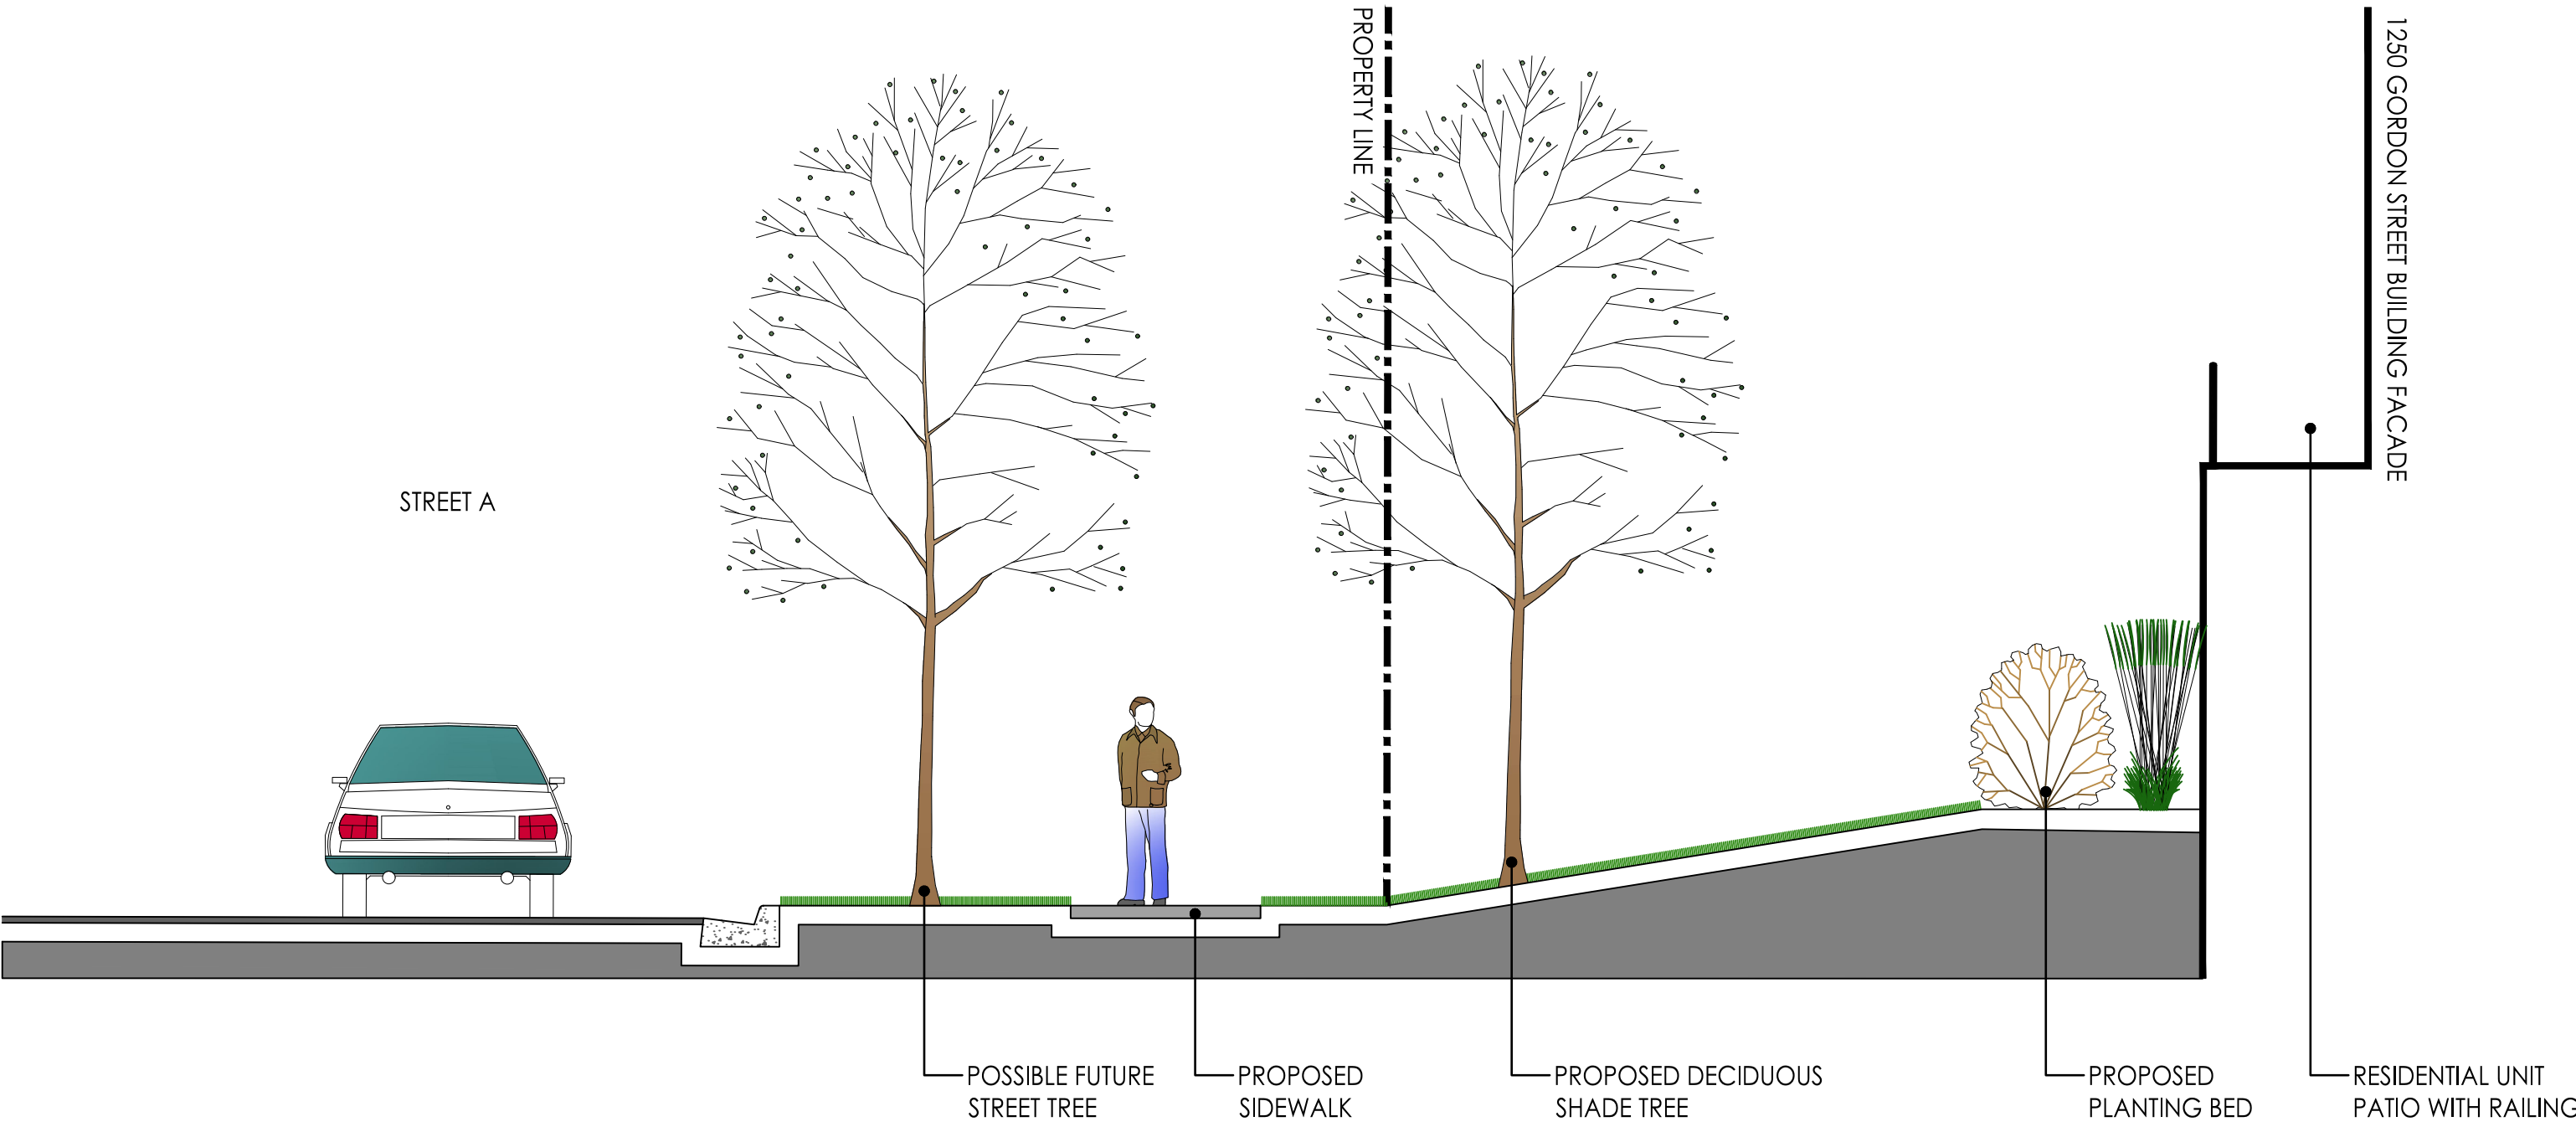 PROPERTY LINE
1250 GORDON STREET BUILDING FACADE
STREET A
POSSIBLE FUTURE
STREET TREE
PROPOSED
SIDEWALK
PROPOSED DECIDUOUS
SHADE TREE
PROPOSED
PLANTING BED
RESIDENTIAL UNIT
PATIO WITH RAILING